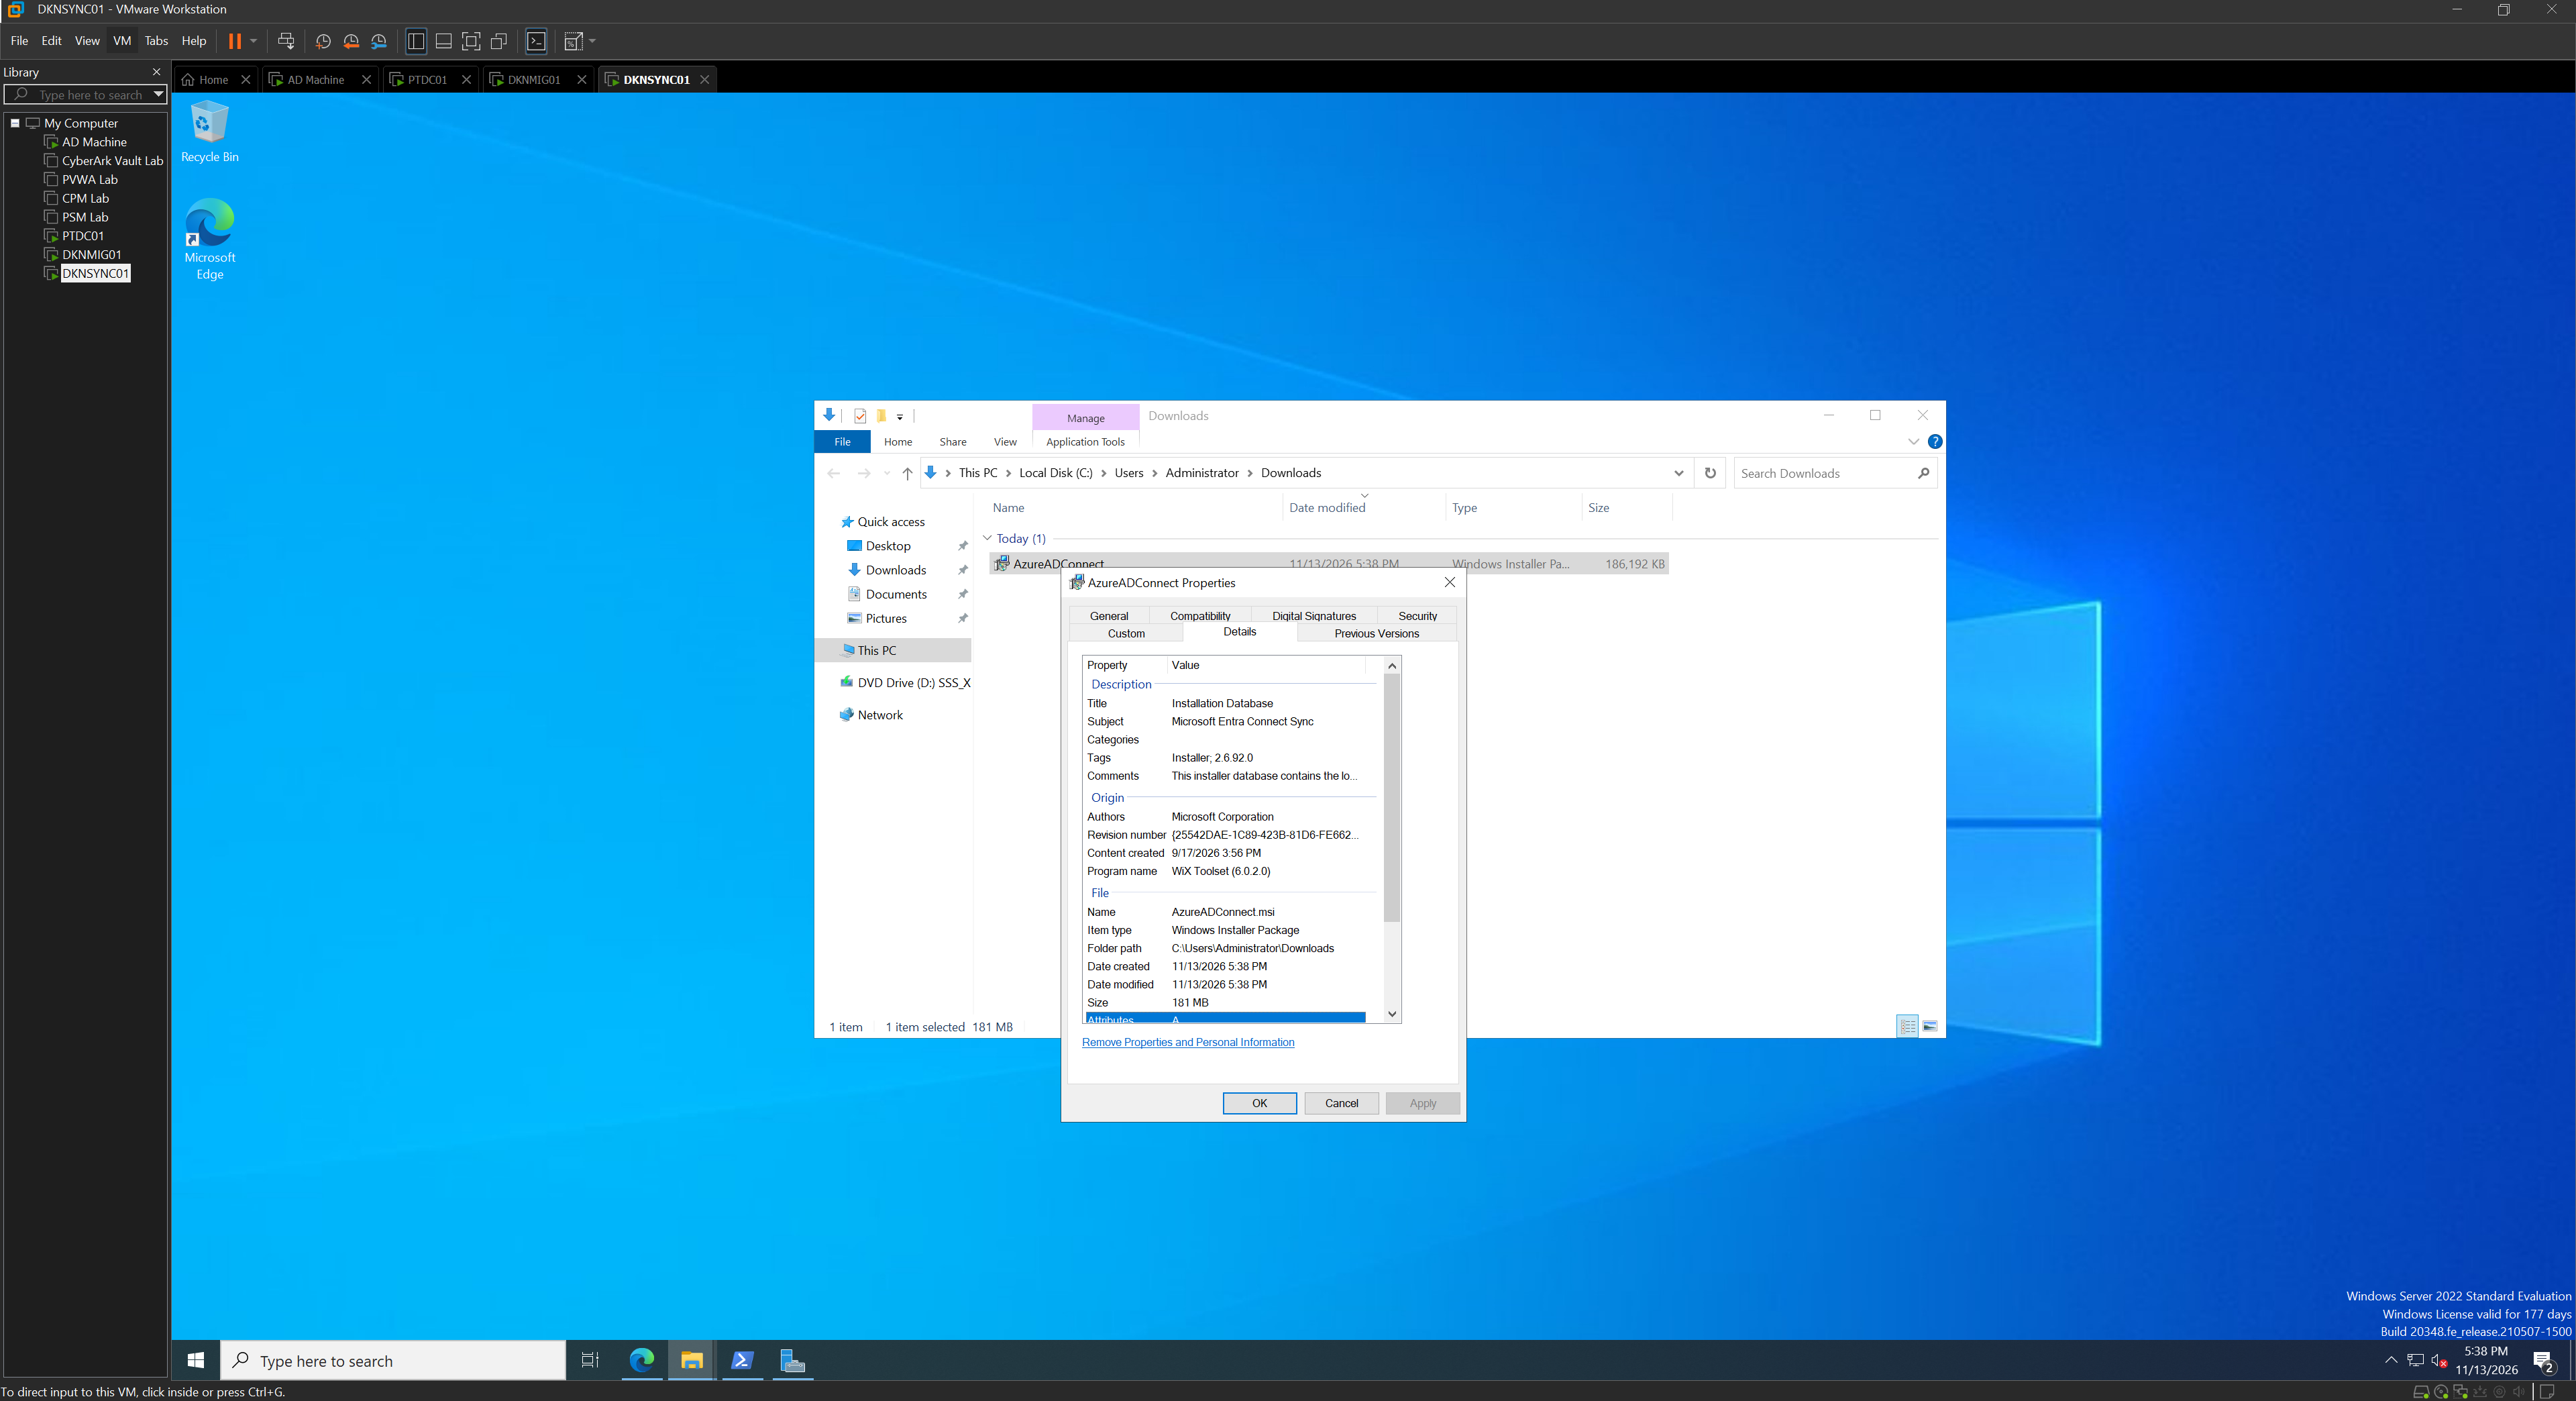 DKNSYNC01 - VMware Workstation
File Edit View VM Tabs Help
Library
Type here to search
Home
AD Machine
PTDC01
DKNMIG01
DKNSYNC01
My Computer
AD Machine
CyberArk Vault Lab
PVWA Lab
CPM Lab
PSM Lab
PTDC01
DKNMIG01
DKNSYNC01
Recycle Bin
Microsoft
Edge
Manage
Downloads
File Home Share View Application Tools
This PC Local Disk (C:) Users Administrator Downloads
Search Downloads
Name Date modified Type Size
Quick access
Desktop
Downloads
Documents
Pictures
This PC
DVD Drive (D:) SSS_X
Network
Today (1)
AzureADConnect 11/13/2026 5:38 PM Windows Installer Pa... 186,192 KB
AzureADConnect Properties
General Compatibility Digital Signatures Security
Custom Details Previous Versions
Property Value
Description
Title Installation Database
Subject Microsoft Entra Connect Sync
Categories
Tags Installer; 2.6.92.0
Comments This installer database contains the lo...
Origin
Authors Microsoft Corporation
Revision number {25542DAE-1C89-423B-81D6-FE662...
Content created 9/17/2026 3:56 PM
Program name WiX Toolset (6.0.2.0)
File
Name AzureADConnect.msi
Item type Windows Installer Package
Folder path C:\Users\Administrator\Downloads
Date created 11/13/2026 5:38 PM
Date modified 11/13/2026 5:38 PM
Size 181 MB
Attributes A
Remove Properties and Personal Information
OK Cancel Apply
1 item 1 item selected 181 MB
Windows Server 2022 Standard Evaluation
Windows License valid for 177 days
Build 20348.fe_release.210507-1500
Type here to search
5:38 PM
11/13/2026
2
To direct input to this VM, click inside or press Ctrl+G.